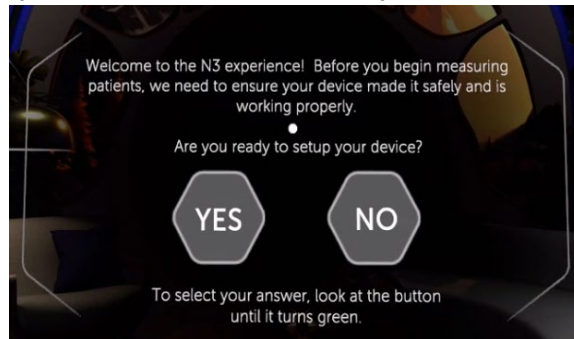 Welcome to the N3 experience!  Before you begin measuring
patients, we need to ensure your device made it safely and is
working properly.
Are you ready to setup your device?
YES
NO
To select your answer, look at the button
until it turns green.